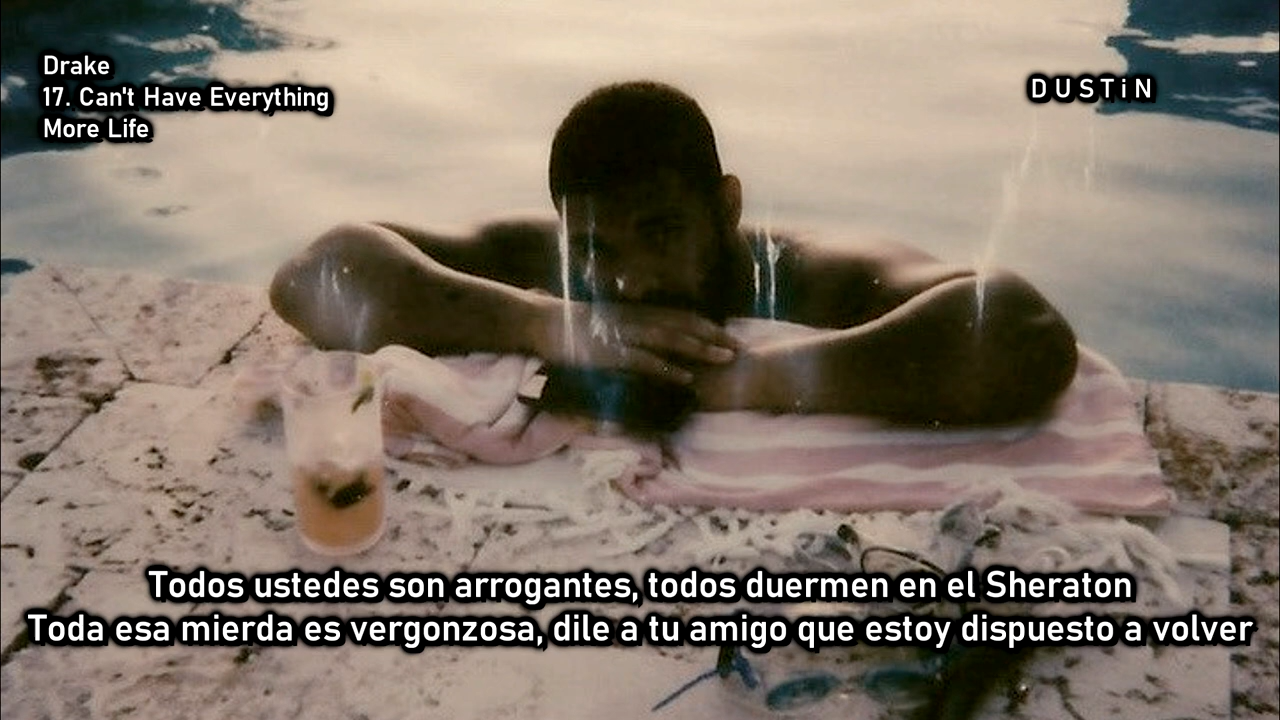 Drake
17. Can't Have Everything
More Life
DUSTiN
Todos ustedes son arrogantes, todos duermen en el Sheraton
Toda esa mierda es vergonzosa, dile a tu amigo que estoy dispuesto a volver